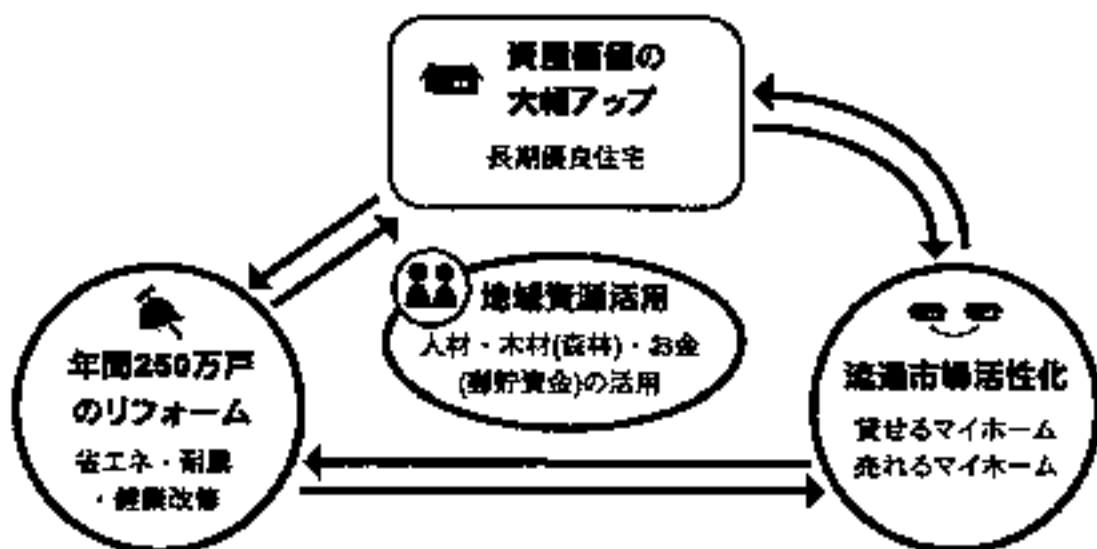 資産価値の
大幅アップ
長期優良住宅
地域資源活用
人材・木材(森林)・お金
(郵貯資金)の活用
年間250万戸
のリフォーム
省エネ・耐震
・健康改修
流通市場活性化
貸せるマイホーム
売れるマイホーム